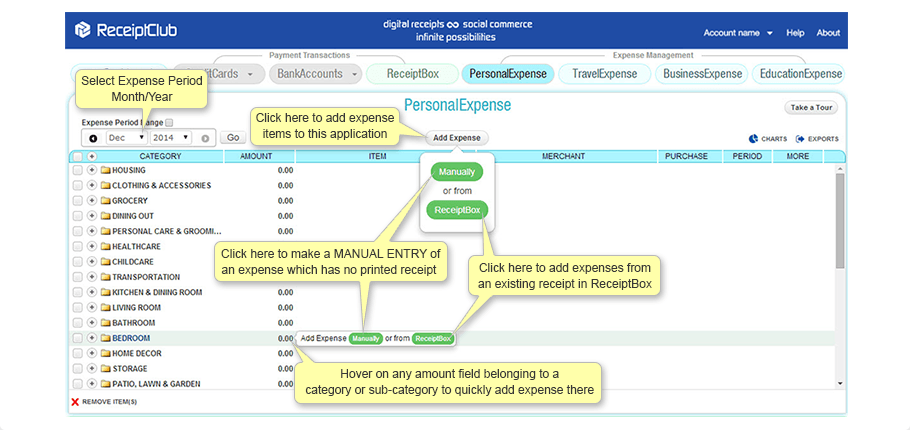 ReceiptClub
digital receipts ∞ social commerce
infinite possibilities
Account name Help About
Payment Transactions Expense Management
Cards BankAccounts ReceiptBox PersonalExpense TravelExpense BusinessExpense EducationExpense
Select Expense Period
Month/Year
PersonalExpense
Take a Tour
Expense Period Range
Dec 2014 Go
Click here to add expense
items to this application
Add Expense
CHARTS EXPORTS
CATEGORY AMOUNT ITEM MERCHANT PURCHASE PERIOD MORE
HOUSING 0.00
CLOTHING & ACCESSORIES 0.00
GROCERY 0.00
DINING OUT 0.00
PERSONAL CARE & GROOMI... 0.00
HEALTHCARE
CHILDCARE
TRANSPORTATION
KITCHEN & DINING ROOM 0.00
LIVING ROOM 0.00
BATHROOM 0.00
BEDROOM 0.00
HOME DECOR 0.00
STORAGE 0.00
PATIO, LAWN & GARDEN 0.00
Manually
or from
ReceiptBox
Click here to make a MANUAL ENTRY of
an expense which has no printed receipt
Click here to add expenses from
an existing receipt in ReceiptBox
Add Expense Manually or from ReceiptBox
Hover on any amount field belonging to a
category or sub-category to quickly add expense there
REMOVE ITEM(S)